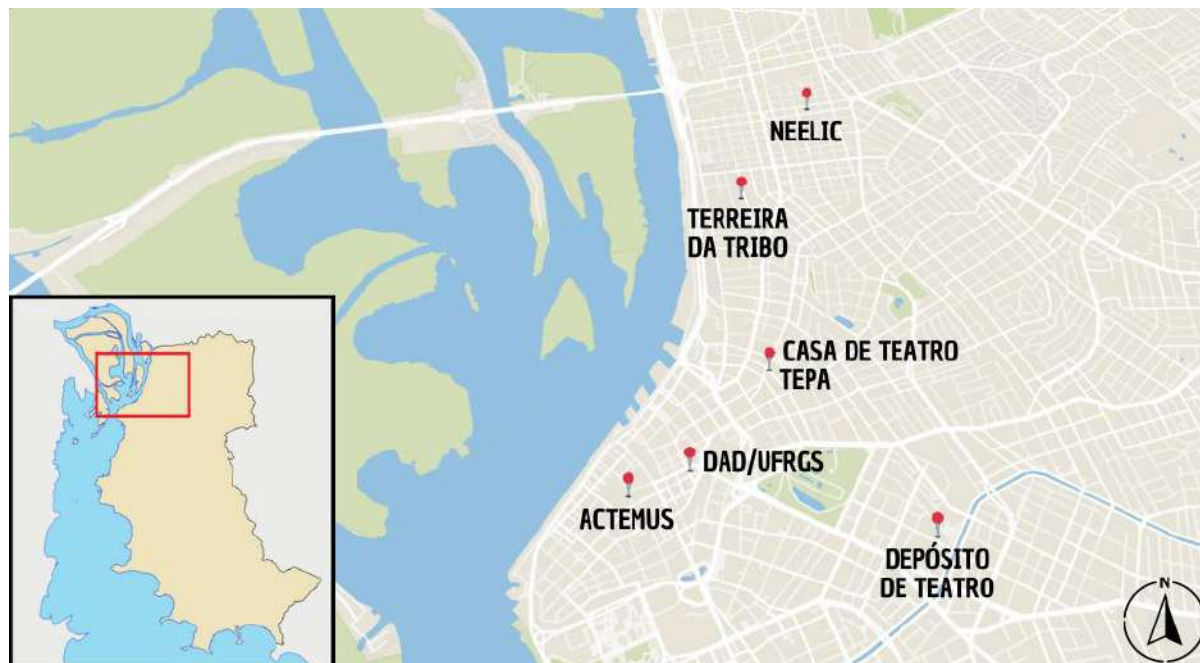 NEELIC
TERREIRA
DA TRIBO
CASA DE TEATRO
TEPA
DAD/UFRGS
ACTEMUS
DEPÓSITO
DE TEATRO
N